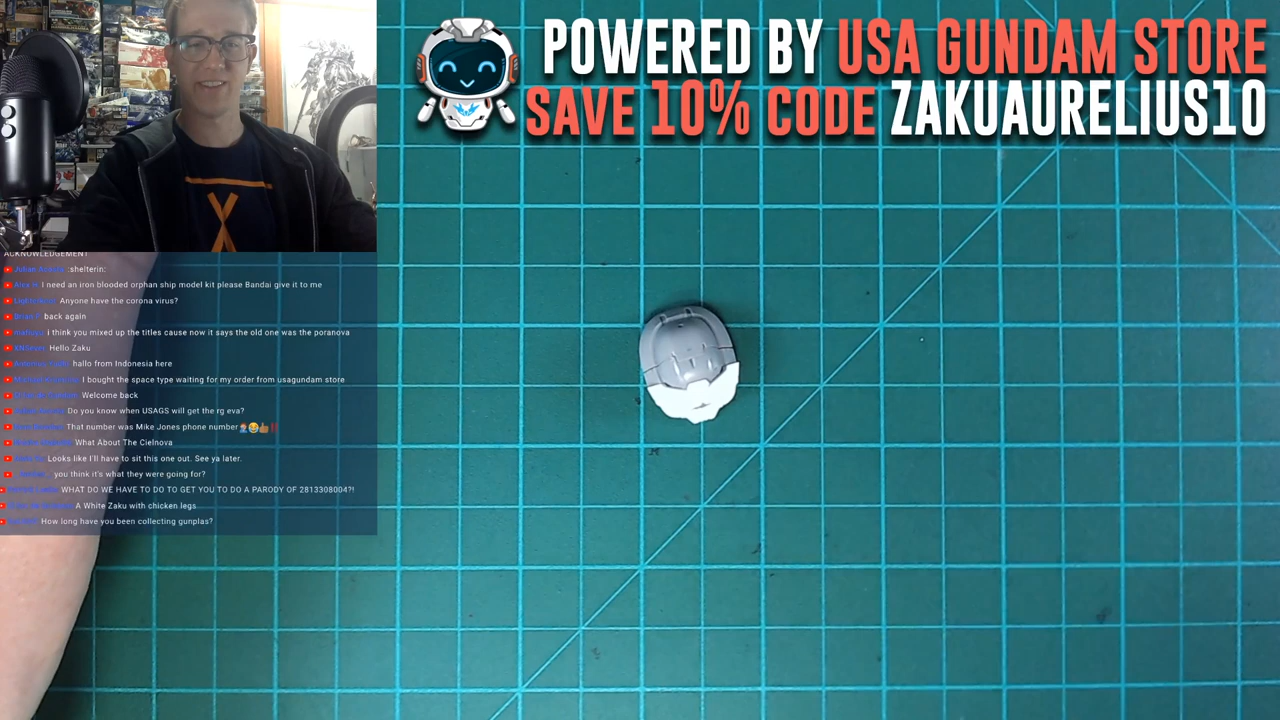 POWERED BY USA GUNDAM STORE
SAVE 10% CODE ZAKUAURELIUS10
ACKNOWLEDGEMENT
:shelterin:
I need an iron blooded orphan ship model kit please Bandai give it to me
Anyone have the corona virus?
back again
i think you mixed up the titles cause now it says the old one was the poranova
Hello Zaku
hallo from Indonesia here
I bought the space type waiting for my order from usagundam store
Welcome back
Do you know when USAGS will get the rg eva?
That number was Mike Jones phone number
What About The Cielnova
Looks like I'll have to sit this one out. See ya later.
you think it's what they were going for?
WHAT DO WE HAVE TO DO TO GET YOU TO DO A PARODY OF 2813308004?!
A White Zaku with chicken legs
How long have you been collecting gunplas?